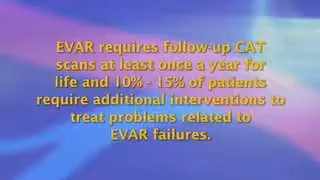 EVAR requires follow-up CAT
scans at least once a year for
life and 10% - 15% of patients
require additional interventions to
treat problems related to
EVAR failures.